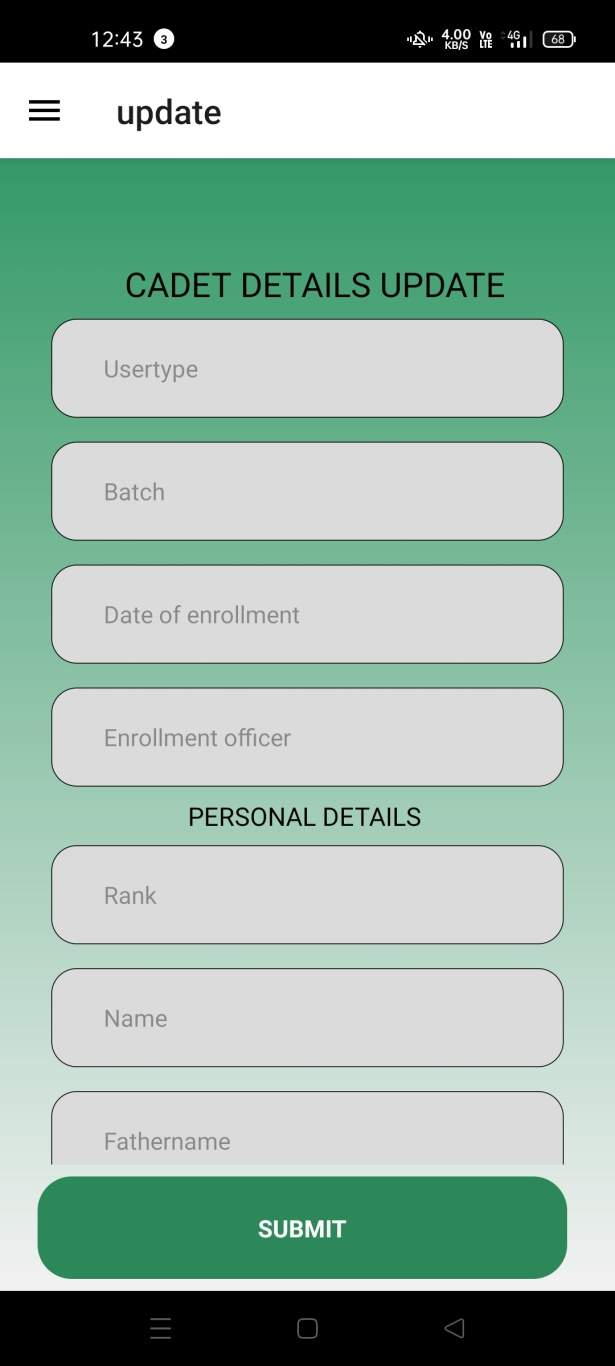 12:43 3 4.00 KB/S Vo LTE 4G 68
update
CADET DETAILS UPDATE
Usertype
Batch
Date of enrollment
Enrollment officer
PERSONAL DETAILS
Rank
Name
Fathername
SUBMIT